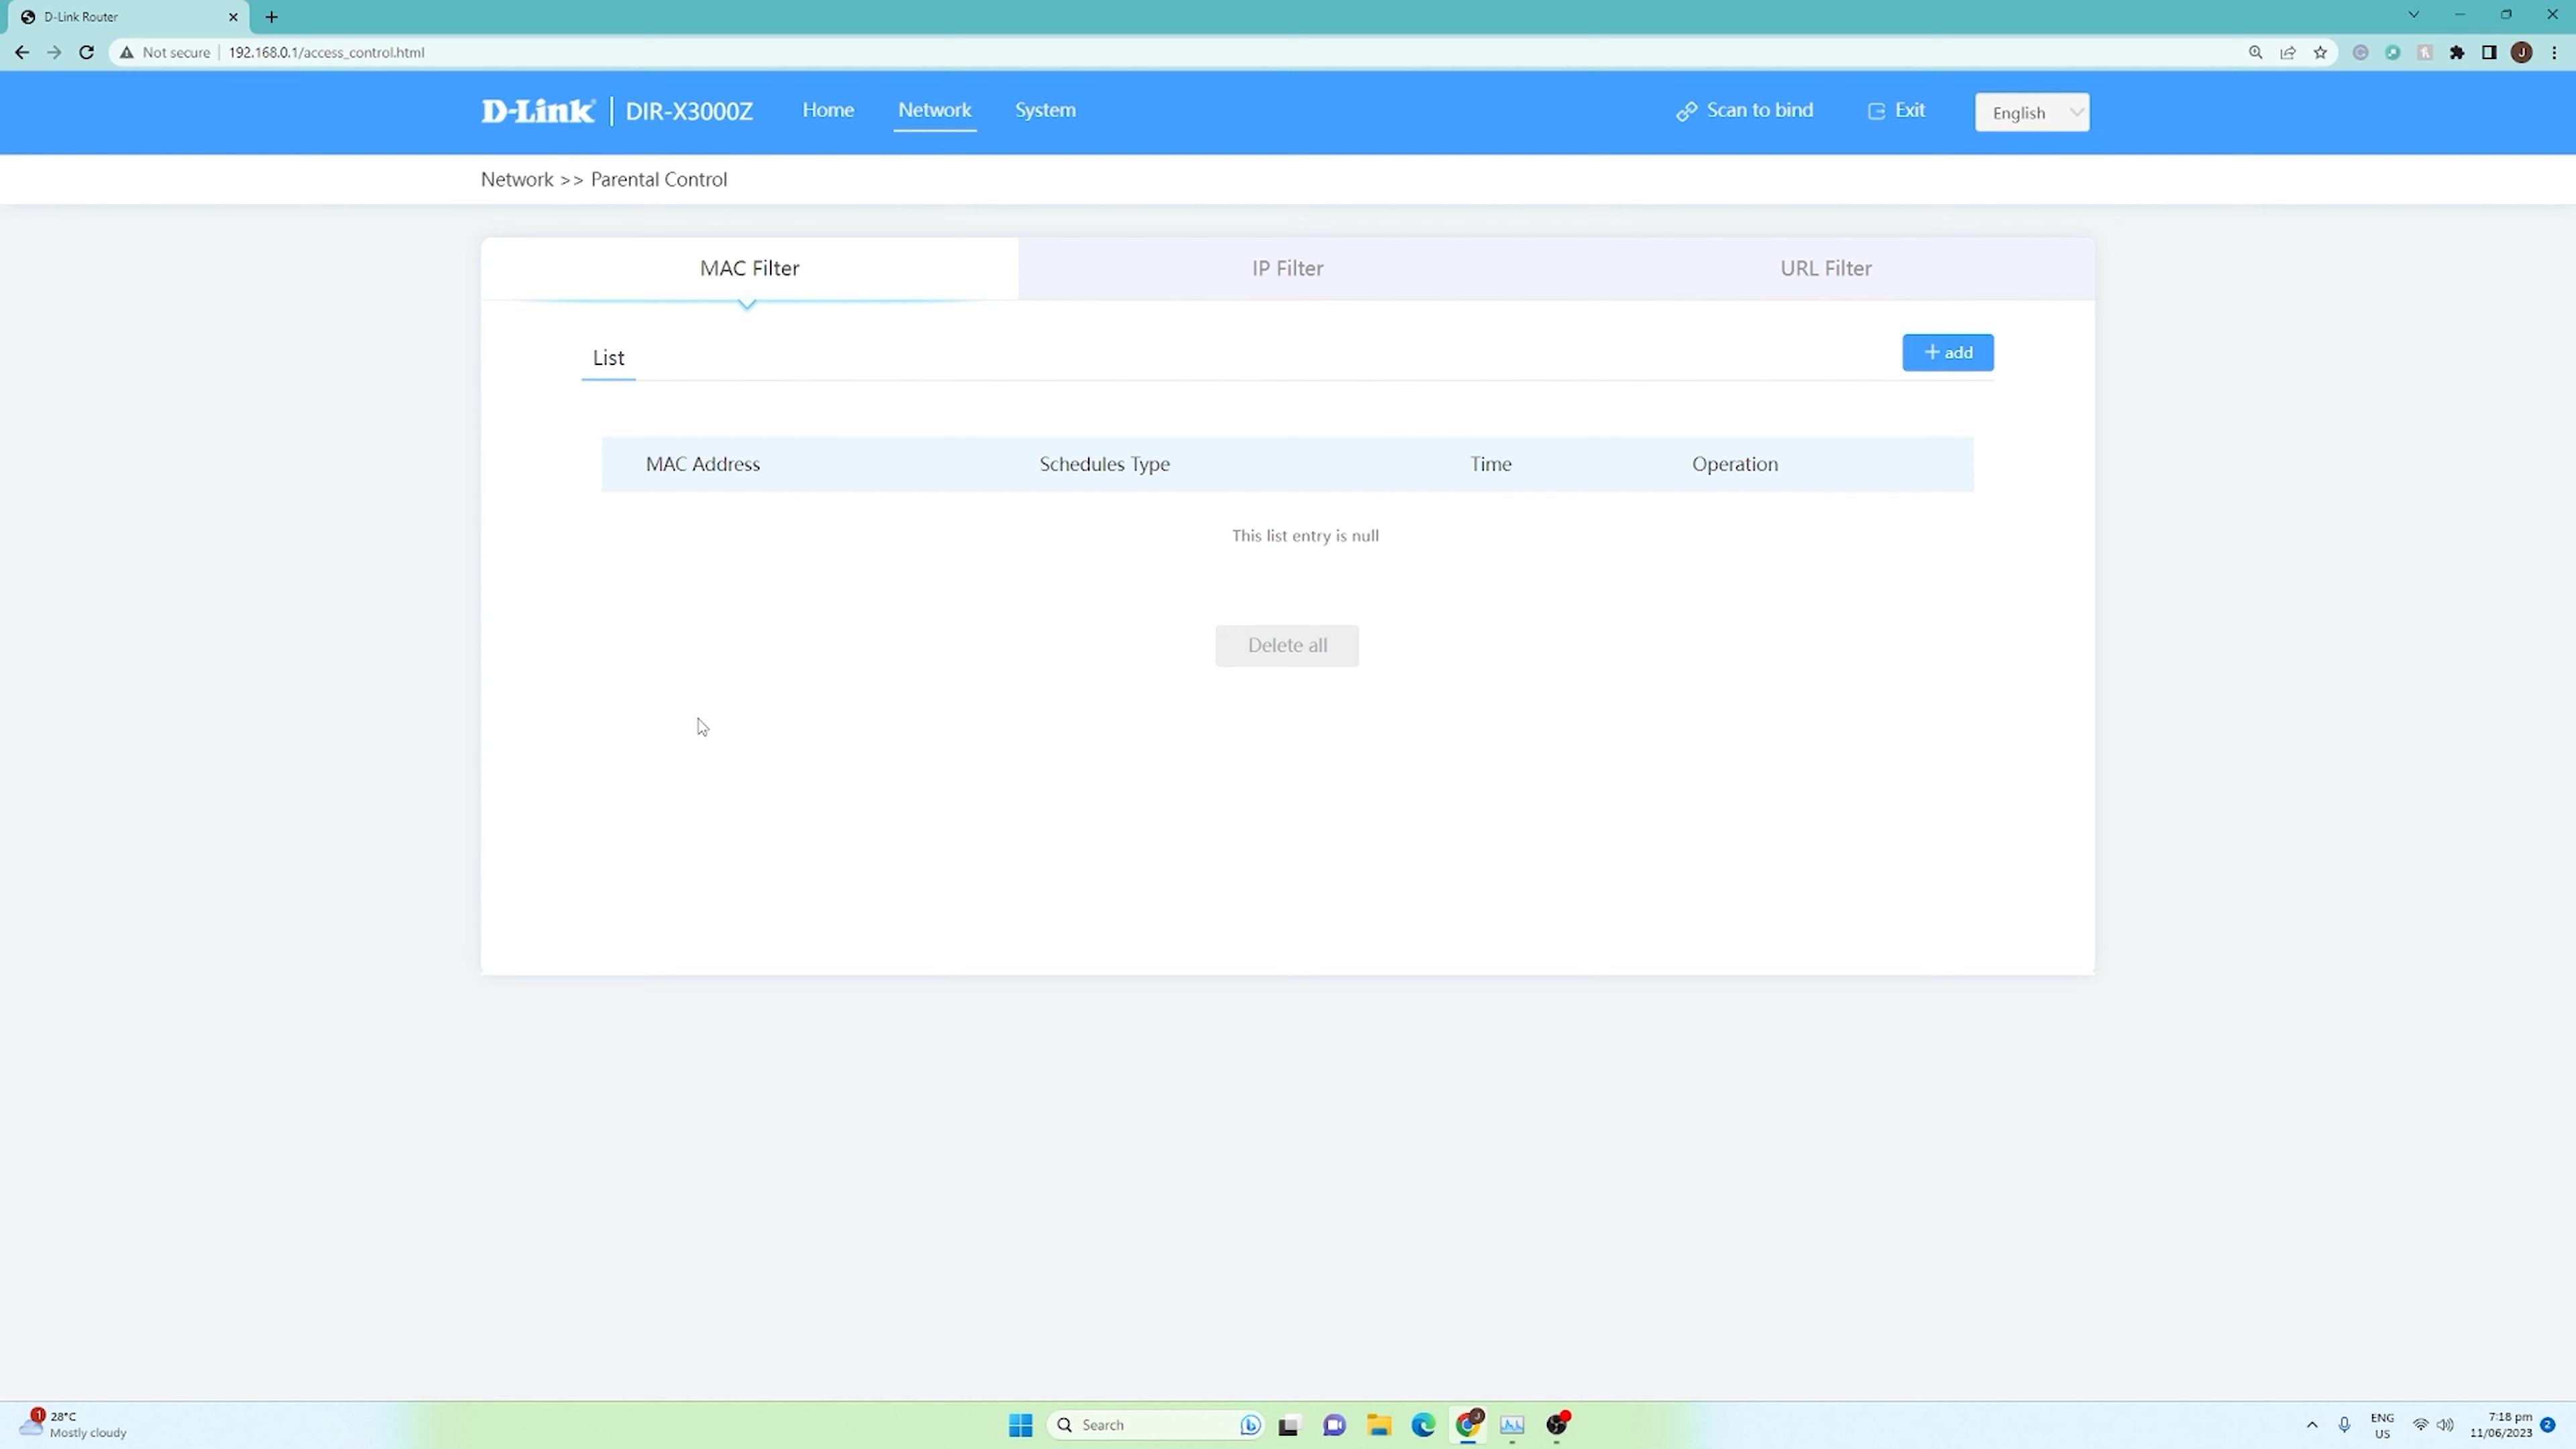 D-Link Router
Not secure 192.168.0.1/access_control.html
J
D-Link DIR-X3000Z Home Network System Scan to bind Exit English
Network >> Parental Control
MAC Filter IP Filter URL Filter
List + add
MAC Address Schedules Type Time Operation
This list entry is null
Delete all
1 28°C
Mostly cloudy
Search
J
ENG
US
7:18 pm
11/06/2023
2